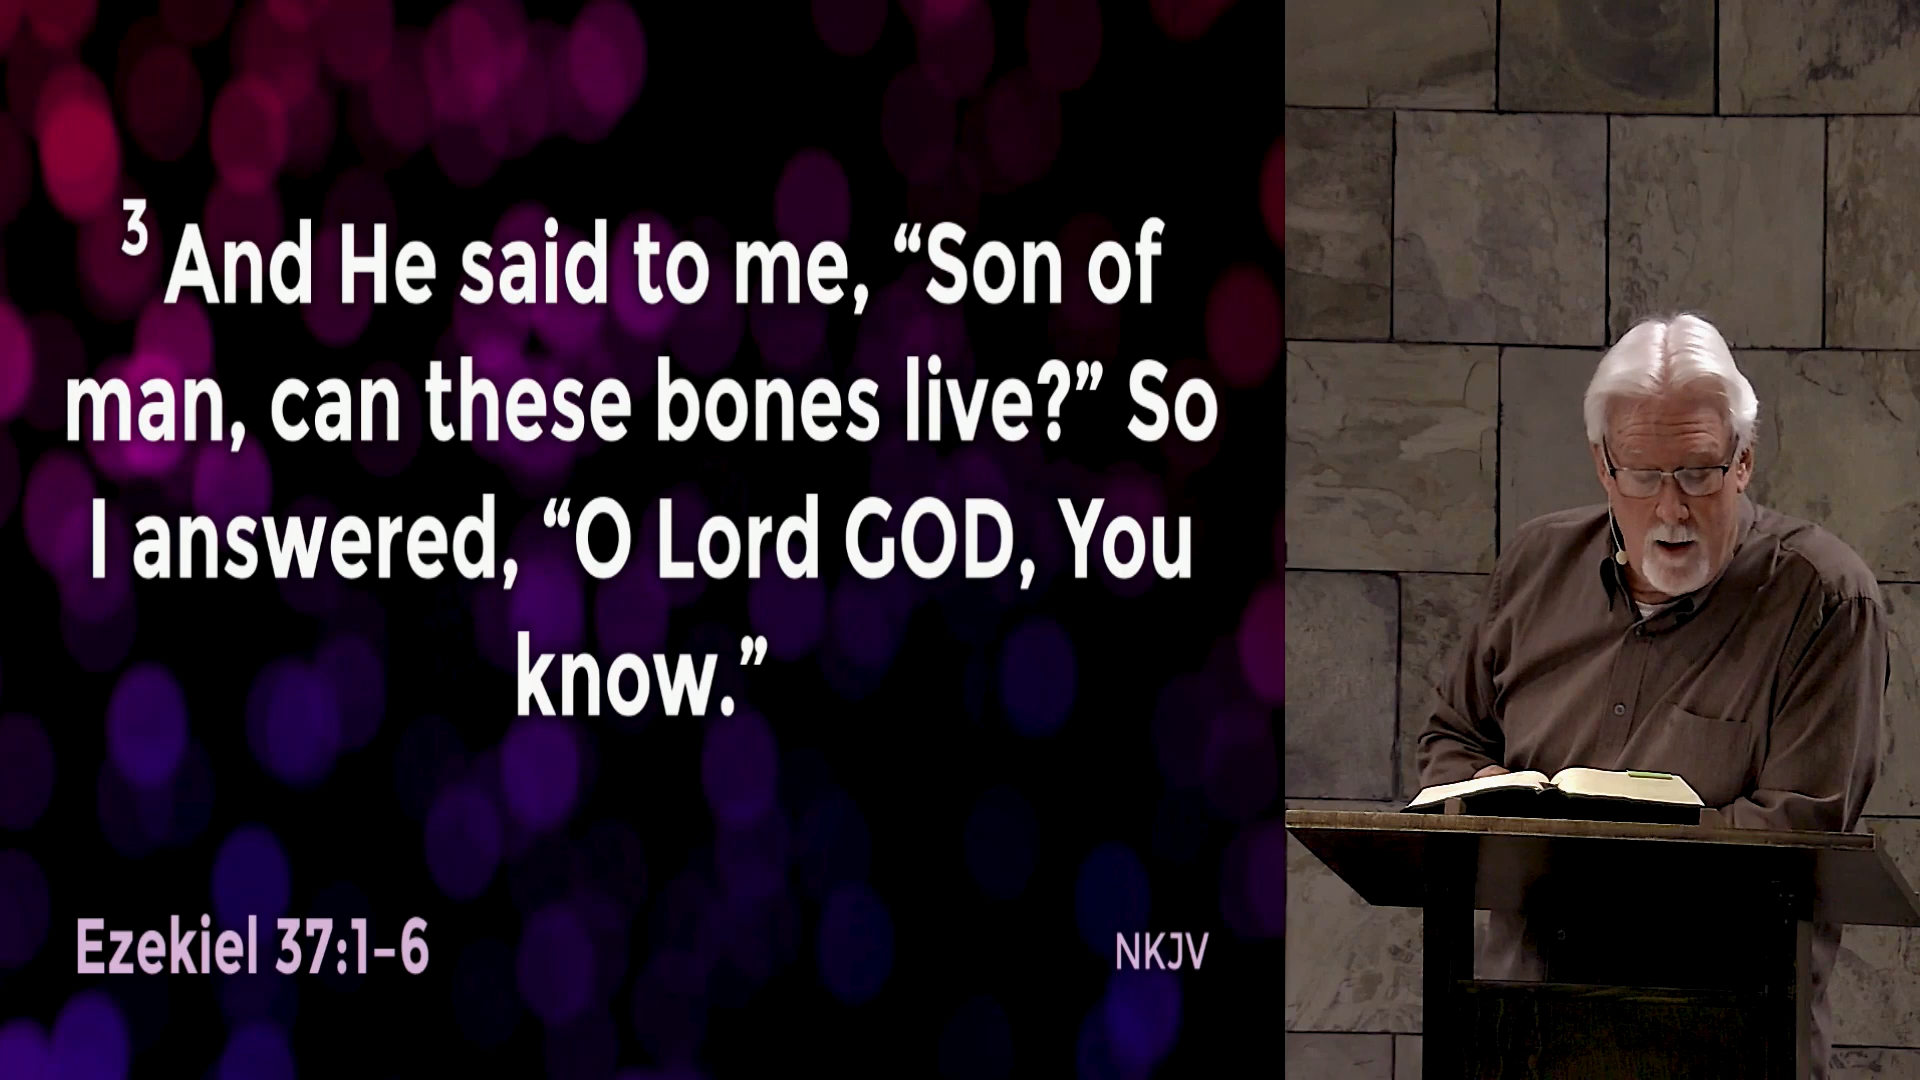 3 And He said to me, “Son of
man, can these bones live?” So
I answered, “O Lord GOD, You
know.”
Ezekiel 37:1-6
NKJV